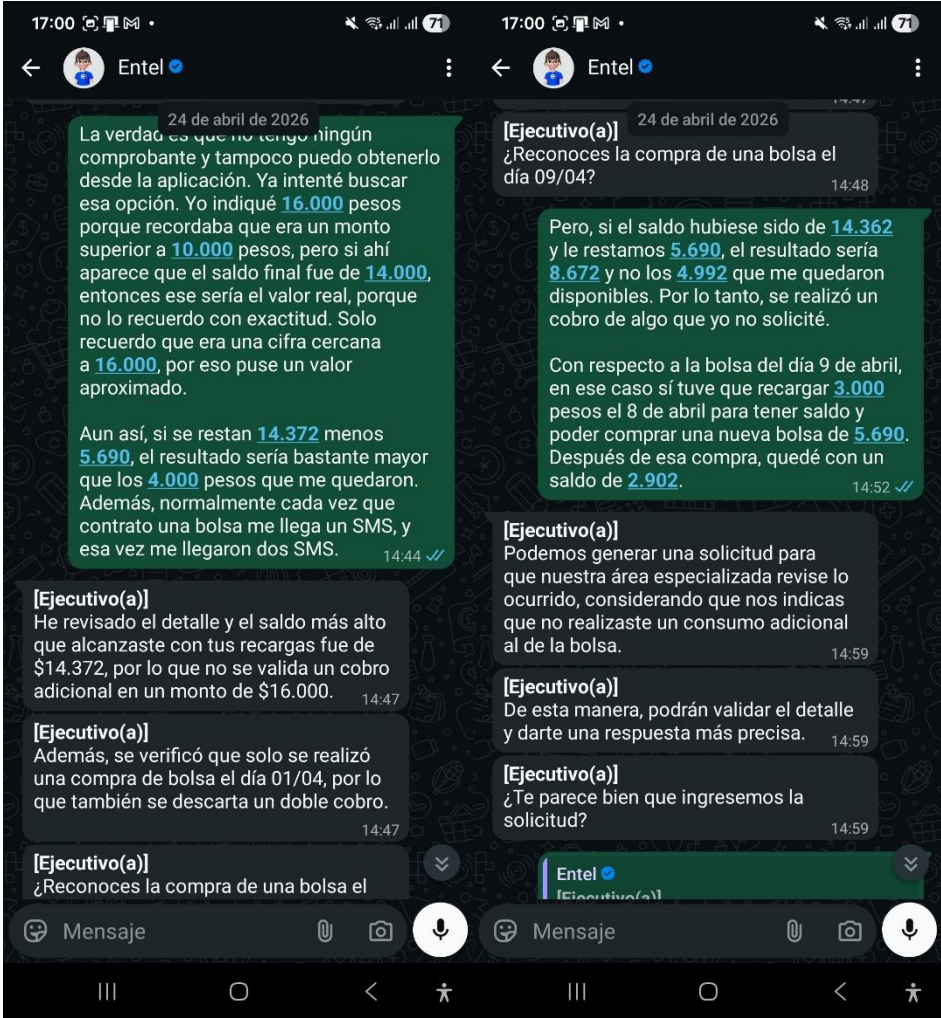 17:00
71
Entel
24 de abril de 2026
La verdad es que no tengo ningún
comprobante y tampoco puedo obtenerlo
desde la aplicación. Ya intenté buscar
esa opción. Yo indiqué 16.000 pesos
porque recordaba que era un monto
superior a 10.000 pesos, pero si ahí
aparece que el saldo final fue de 14.000,
entonces ese sería el valor real, porque
no lo recuerdo con exactitud. Solo
recuerdo que era una cifra cercana
a 16.000, por eso puse un valor
aproximado.
Aun así, si se restan 14.372 menos
5.690, el resultado sería bastante mayor
que los 4.000 pesos que me quedaron.
Además, normalmente cada vez que
contrato una bolsa me llega un SMS, y
esa vez me llegaron dos SMS.
14:44
[Ejecutivo(a)]
He revisado el detalle y el saldo más alto
que alcanzaste con tus recargas fue de
$14.372, por lo que no se valida un cobro
adicional en un monto de $16.000.
14:47
[Ejecutivo(a)]
Además, se verificó que solo se realizó
una compra de bolsa el día 01/04, por lo
que también se descarta un doble cobro.
14:47
[Ejecutivo(a)]
¿Reconoces la compra de una bolsa el
Mensaje
17:00
71
Entel
14:47
24 de abril de 2026
[Ejecutivo(a)]
¿Reconoces la compra de una bolsa el
día 09/04?
14:48
Pero, si el saldo hubiese sido de 14.362
y le restamos 5.690, el resultado sería
8.672 y no los 4.992 que me quedaron
disponibles. Por lo tanto, se realizó un
cobro de algo que yo no solicité.
Con respecto a la bolsa del día 9 de abril,
en ese caso sí tuve que recargar 3.000
pesos el 8 de abril para tener saldo y
poder comprar una nueva bolsa de 5.690.
Después de esa compra, quedé con un
saldo de 2.902.
14:52
[Ejecutivo(a)]
Podemos generar una solicitud para
que nuestra área especializada revise lo
ocurrido, considerando que nos indicas
que no realizaste un consumo adicional
al de la bolsa.
14:59
[Ejecutivo(a)]
De esta manera, podrán validar el detalle
y darte una respuesta más precisa.
14:59
[Ejecutivo(a)]
¿Te parece bien que ingresemos la
solicitud?
14:59
Entel
[Ejecutivo(a)]
Mensaje